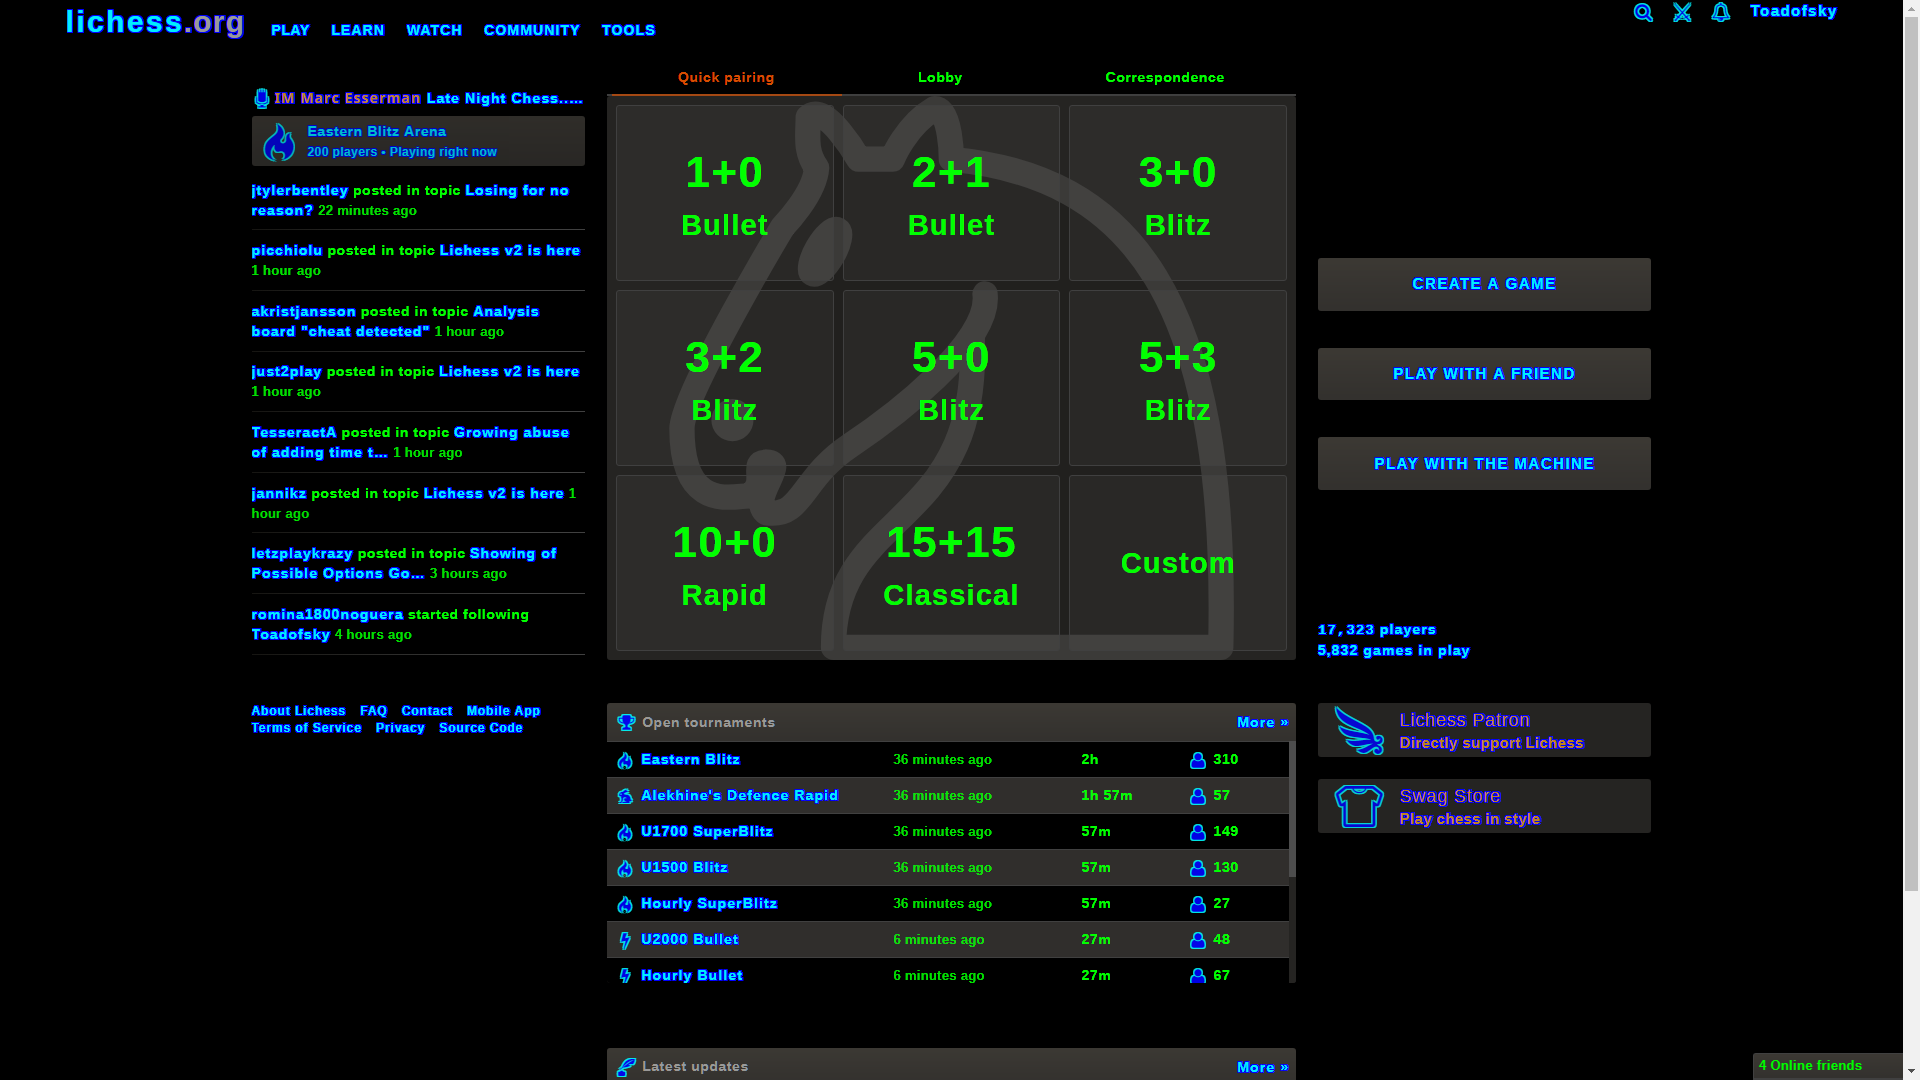 lichess.org
PLAY LEARN WATCH COMMUNITY TOOLS
Toadofsky
IM Marc Esserman Late Night Chess.....
Eastern Blitz Arena
200 players • Playing right now
jtylerbentley posted in topic Losing for no
reason? 22 minutes ago
picchiolu posted in topic Lichess v2 is here
1 hour ago
akristjansson posted in topic Analysis
board "cheat detected" 1 hour ago
just2play posted in topic Lichess v2 is here
1 hour ago
TesseractA posted in topic Growing abuse
of adding time t... 1 hour ago
jannikz posted in topic Lichess v2 is here 1
hour ago
letzplaykrazy posted in topic Showing of
Possible Options Go... 3 hours ago
romina1800noguera started following
Toadofsky 4 hours ago
About Lichess FAQ Contact Mobile App
Terms of Service Privacy Source Code
Quick pairing Lobby Correspondence
1+0 2+1 3+0
Bullet Bullet Blitz
3+2 5+0 5+3
Blitz Blitz Blitz
10+0 15+15
Rapid Classical Custom
Open tournaments More »
Eastern Blitz 36 minutes ago 2h 310
Alekhine's Defence Rapid 36 minutes ago 1h 57m 57
U1700 SuperBlitz 36 minutes ago 57m 149
U1500 Blitz 36 minutes ago 57m 130
Hourly SuperBlitz 36 minutes ago 57m 27
U2000 Bullet 6 minutes ago 27m 48
Hourly Bullet 6 minutes ago 27m 67
Latest updates More »
CREATE A GAME
PLAY WITH A FRIEND
PLAY WITH THE MACHINE
17,323 players
5,832 games in play
Lichess Patron
Directly support Lichess
Swag Store
Play chess in style
4 Online friends